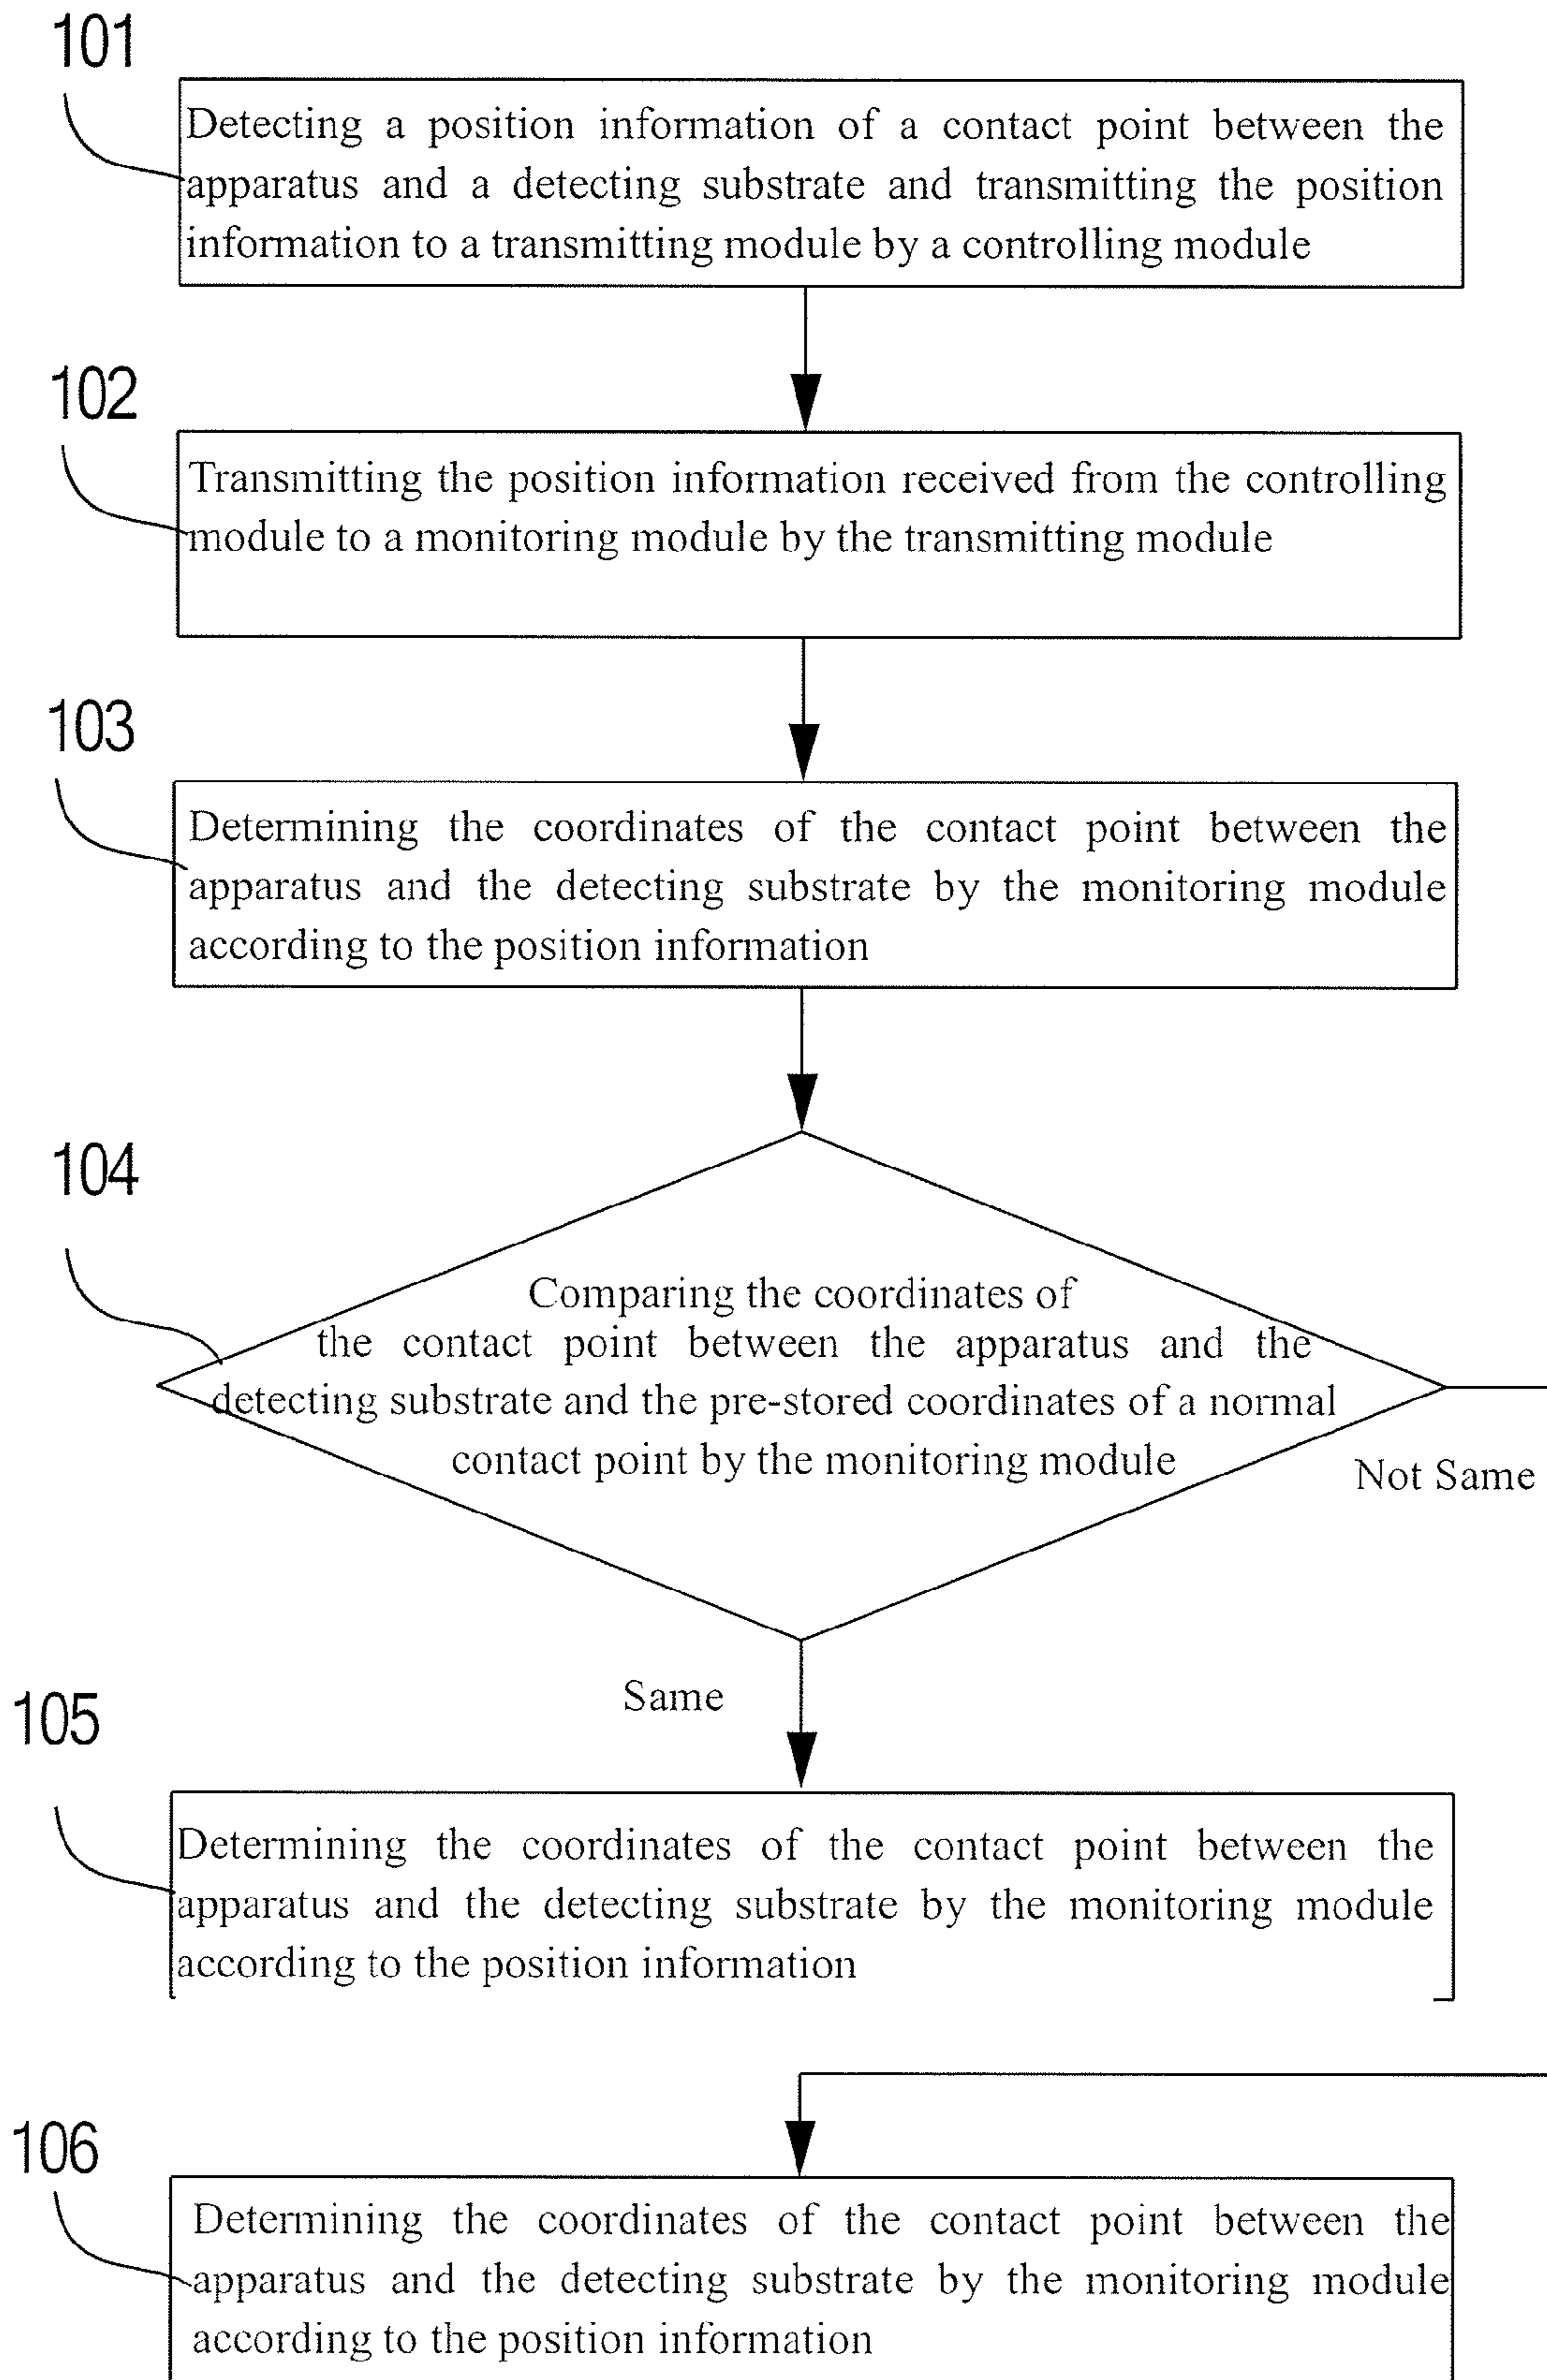 101
Detecting a position information of a contact point between the
apparatus and a detecting substrate and transmitting the position
information to a transmitting module by a controlling module
102
Transmitting the position information received from the controlling
module to a monitoring module by the transmitting module
103
Determining the coordinates of the contact point between the
apparatus and the detecting substrate by the monitoring module
according to the position information
104
Comparing the coordinates of
the contact point between the apparatus and the
detecting substrate and the pre-stored coordinates of a normal
contact point by the monitoring module
Not Same
Same
105
Determining the coordinates of the contact point between the
apparatus and the detecting substrate by the monitoring module
according to the position information
106
Determining the coordinates of the contact point between the
apparatus and the detecting substrate by the monitoring module
according to the position information